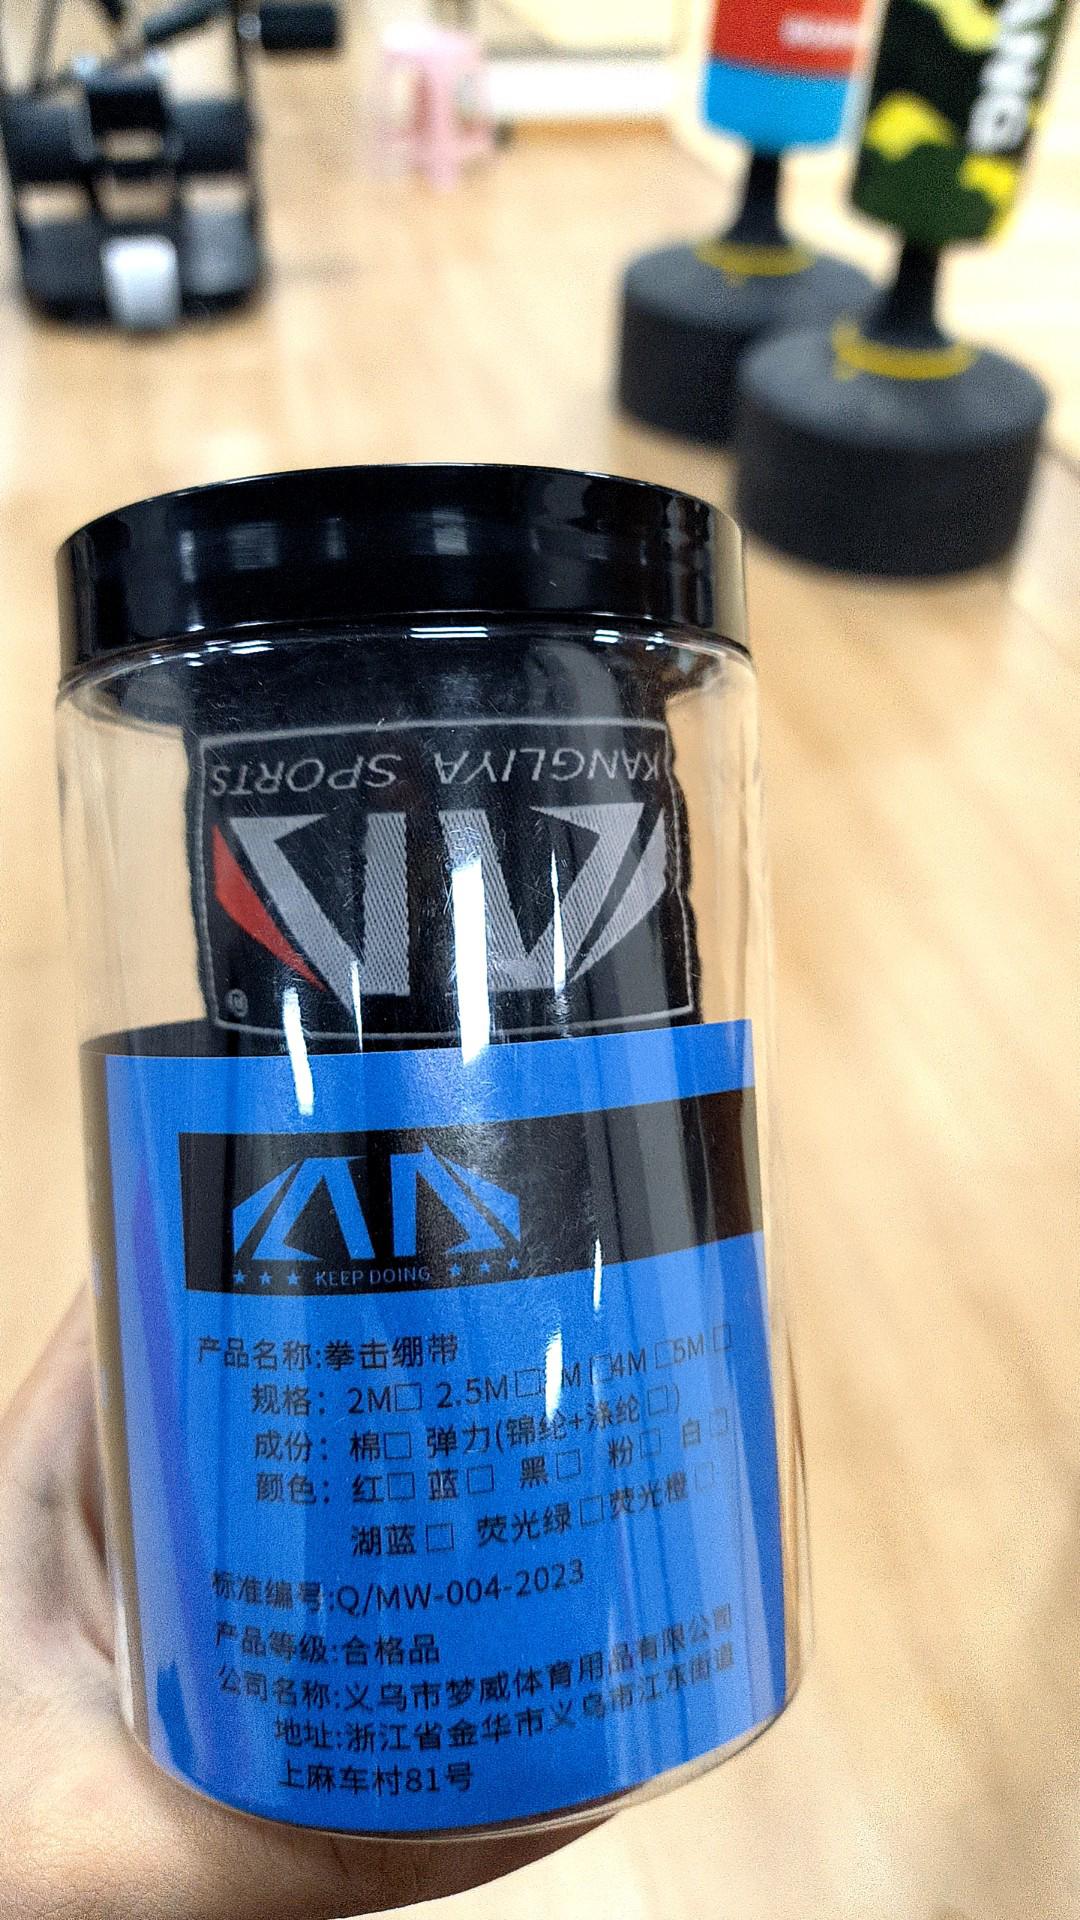 KANGLIYA SPORTS
KEEP DOING
产品名称:拳击绷带
规格：2M□ 2.5M□ M□ 4M□ 5M□
成份：棉□ 弹力(锦纶+涤纶□)
颜色：红□ 蓝□ 黑□ 粉□ 白□
湖蓝□ 荧光绿□ 荧光橙□
标准编号:Q/MW-004-2023
产品等级:合格品
公司名称:义乌市梦威体育用品有限公司
地址:浙江省金华市义乌市江东街道
上麻车村81号